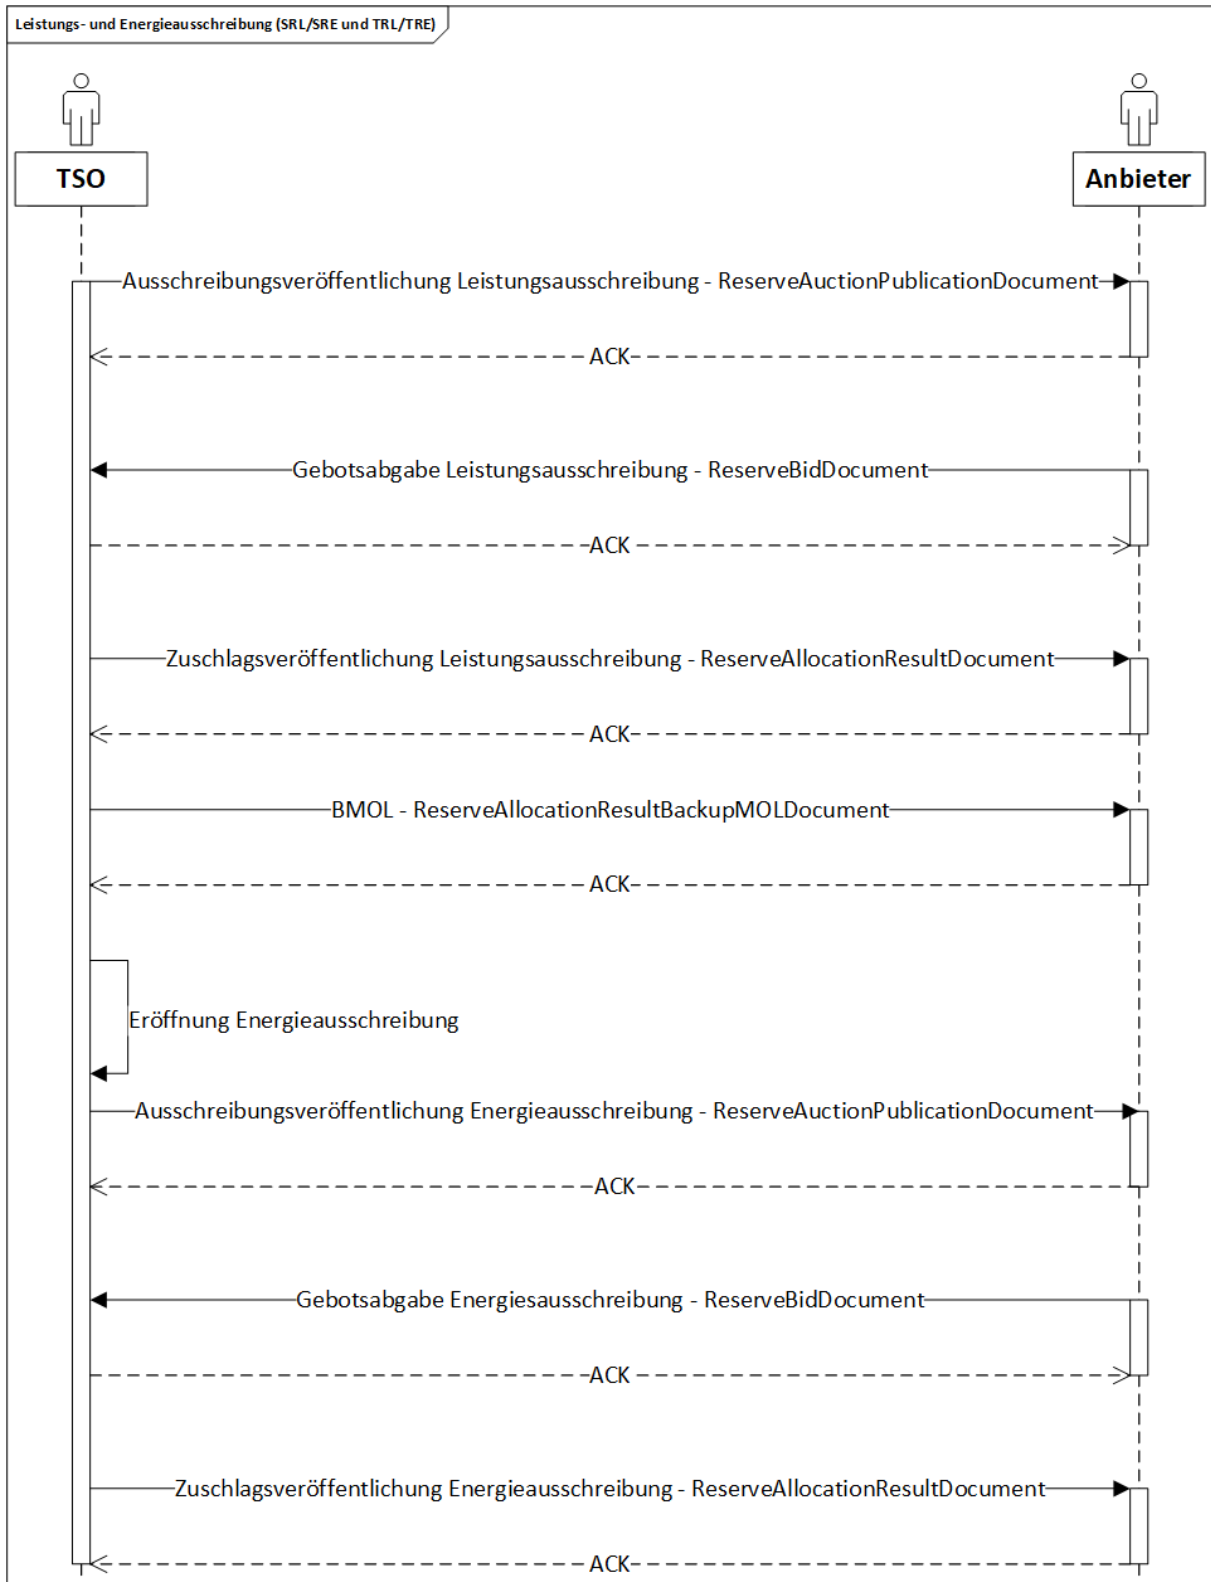 Leistungs- und Energieausschreibung (SRL/SRE und TRL/TRE)
TSO
Anbieter
Ausschreibungsveröffentlichung Leistungsausschreibung - ReserveAuctionPublicationDocument
ACK
Gebotsabgabe Leistungsausschreibung - ReserveBidDocument
ACK
Zuschlagsveröffentlichung Leistungsausschreibung - ReserveAllocationResultDocument
ACK
BMOL - ReserveAllocationResultBackupMOLDocument
ACK
Eröffnung Energieausschreibung
Ausschreibungsveröffentlichung Energieausschreibung - ReserveAuctionPublicationDocument
ACK
Gebotsabgabe Energiesausschreibung - ReserveBidDocument
ACK
Zuschlagsveröffentlichung Energieausschreibung - ReserveAllocationResultDocument
ACK